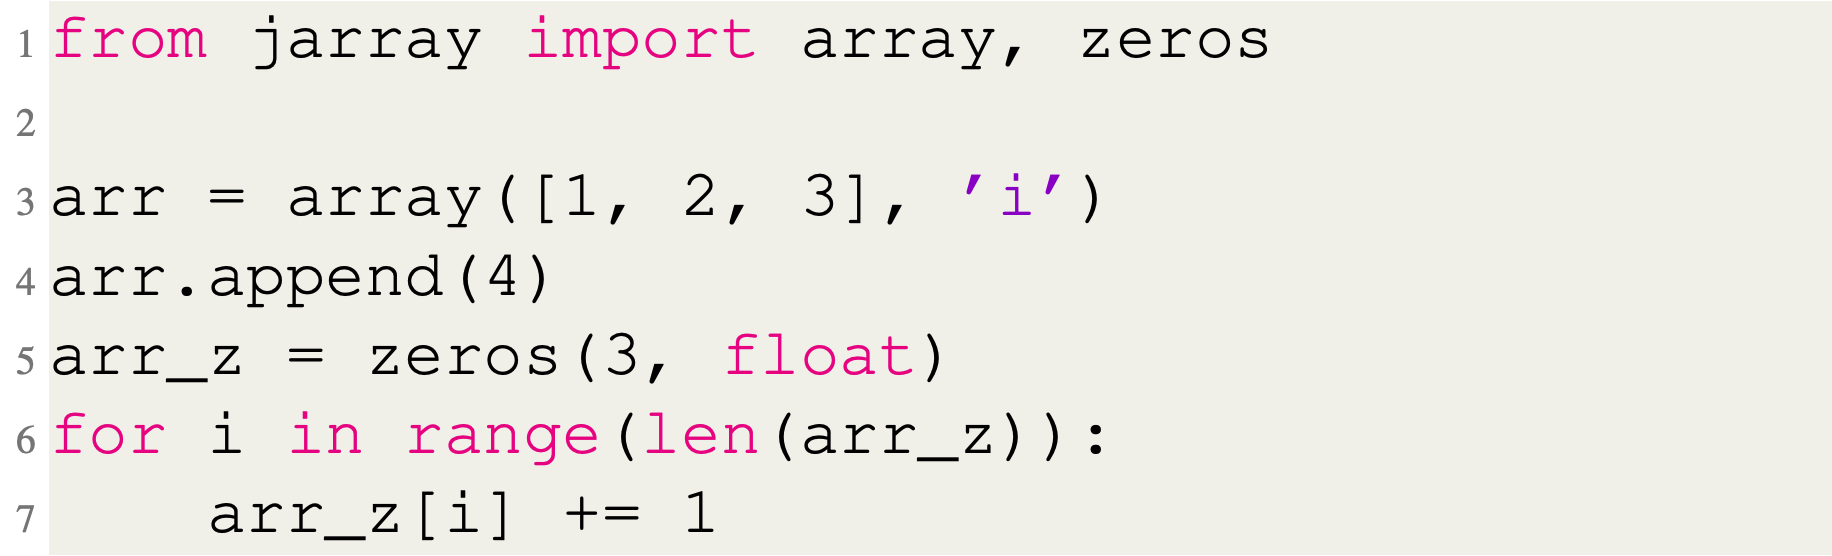 1 from jarray import array, zeros
2
3 arr = array([1, 2, 3], 'i')
4 arr.append(4)
5 arr_z = zeros(3, float)
6 for i in range(len(arr_z)):
7     arr_z[i] += 1